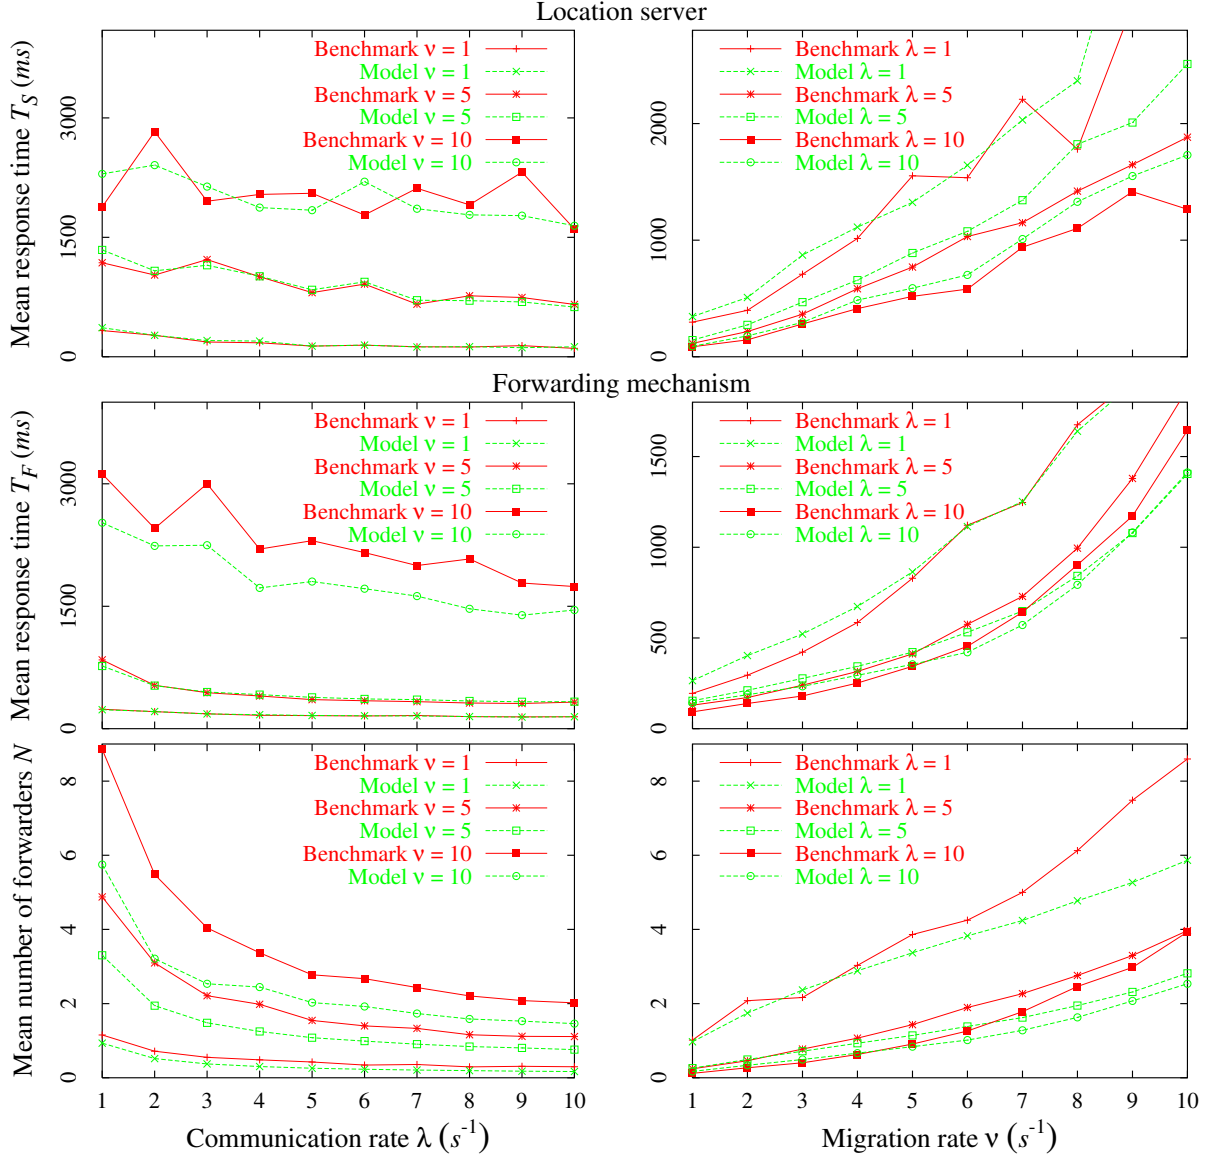 Location server
Mean response time T_S (ms)
0
1500
3000
Benchmark ν = 1
Model ν = 1
Benchmark ν = 5
Model ν = 5
Benchmark ν = 10
Model ν = 10
0
1000
2000
Benchmark λ = 1
Model λ = 1
Benchmark λ = 5
Model λ = 5
Benchmark λ = 10
Model λ = 10
Forwarding mechanism
Mean response time T_F (ms)
0
1500
3000
Benchmark ν = 1
Model ν = 1
Benchmark ν = 5
Model ν = 5
Benchmark ν = 10
Model ν = 10
0
500
1000
1500
Benchmark λ = 1
Model λ = 1
Benchmark λ = 5
Model λ = 5
Benchmark λ = 10
Model λ = 10
Mean number of forwarders N
0
2
4
6
8
Benchmark ν = 1
Model ν = 1
Benchmark ν = 5
Model ν = 5
Benchmark ν = 10
Model ν = 10
1 2 3 4 5 6 7 8 9 10
Communication rate λ (s⁻¹)
0
2
4
6
8
Benchmark λ = 1
Model λ = 1
Benchmark λ = 5
Model λ = 5
Benchmark λ = 10
Model λ = 10
1 2 3 4 5 6 7 8 9 10
Migration rate ν (s⁻¹)